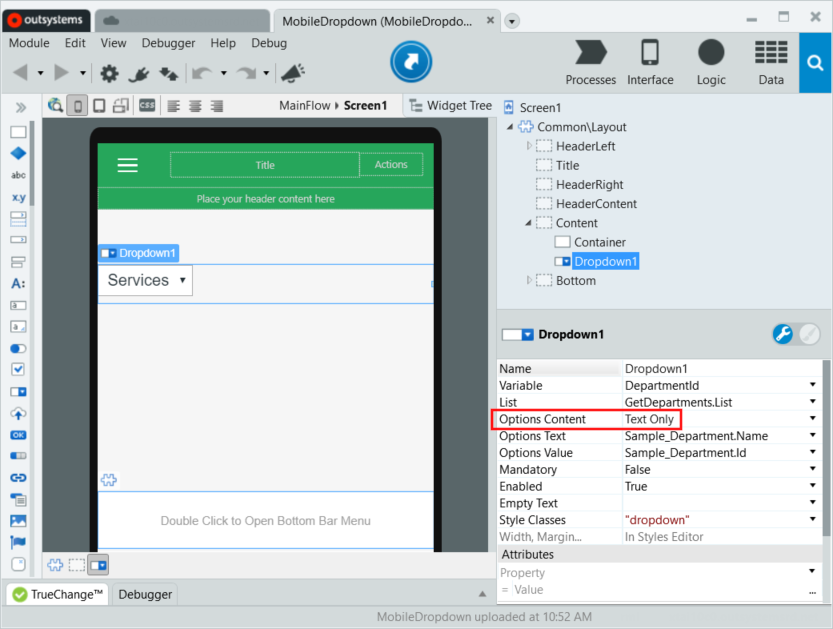 outsystems
MobileDropdown (MobileDropdo...
Module Edit View Debugger Help Debug
Processes Interface Logic Data
CSS
MainFlow Screen1
Widget Tree
Screen1
Common\Layout
HeaderLeft
Title
HeaderRight
HeaderContent
Content
Container
Dropdown1
Bottom
abc
x.y
A:
a
a
OK
Title
Actions
Place your header content here
Dropdown1
Services
Double Click to Open Bottom Bar Menu
Dropdown1
Name Dropdown1
Variable DepartmentId
List GetDepartments.List
Options Content Text Only
Options Text Sample_Department.Name
Options Value Sample_Department.Id
Mandatory False
Enabled True
Empty Text
Style Classes "dropdown"
Width, Margin... In Styles Editor
Attributes
Property
= Value ...
TrueChange™ Debugger
MobileDropdown uploaded at 10:52 AM